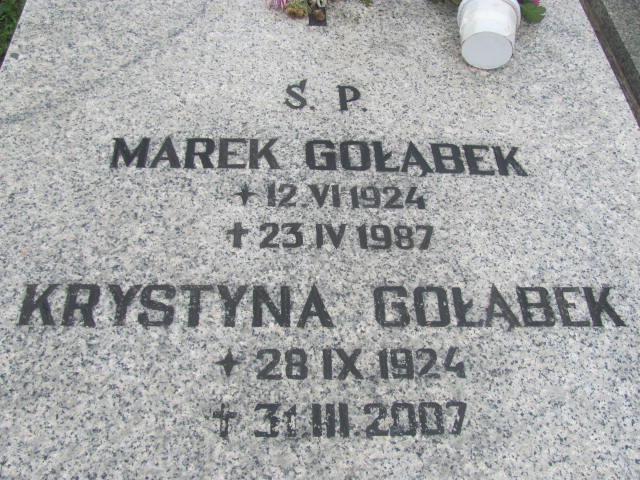 Ś. P.
MAREK GOŁĄBEK
✦ 12.VI 1924
† 23 IV 1987
KRYSTYNA GOŁĄBEK
✦ 28 IX 1924
† 31.III.2007